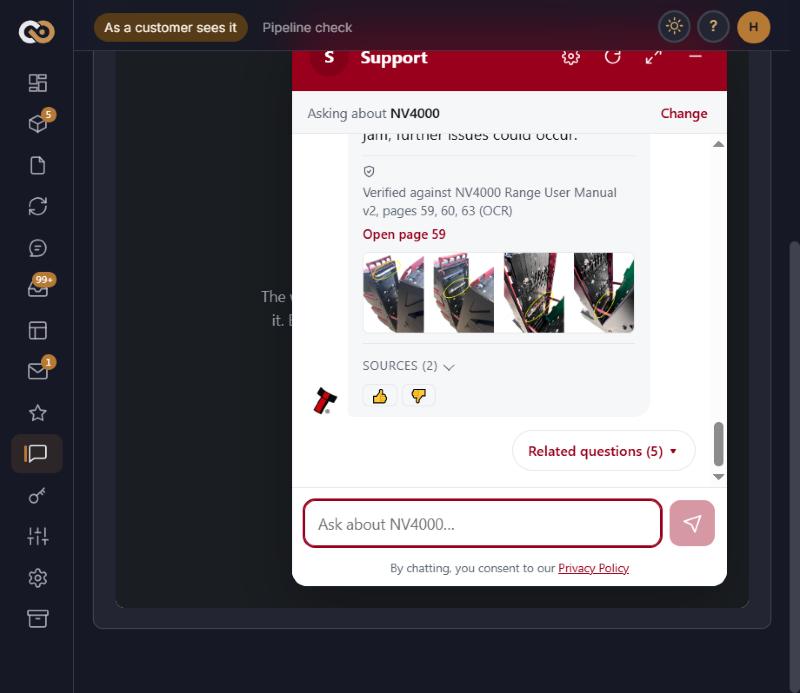 As a customer sees it
Pipeline check
?
H
5
99+
1
S
Support
Asking about NV4000
Change
jam, further issues could occur.
Verified against NV4000 Range User Manual
v2, pages 59, 60, 63 (OCR)
Open page 59
The
it.
SOURCES (2)
Related questions (5)
Ask about NV4000...
By chatting, you consent to our Privacy Policy